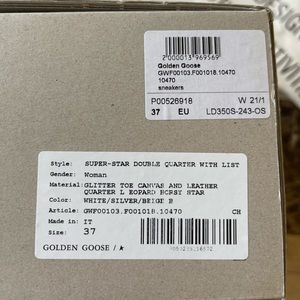 2000013969569
Golden Goose
GWF00103.F001018.10470
10470
sneakers
P00526918 W 21/1
37 EU LD350S-243-OS
Style: SUPER-STAR DOUBLE QUARTER WITH LIST
Gender: Woman
Material: GLITTER TOE CANVAS AND LEATHER
QUARTER L EOPARD HORSY STAR
Color: WHITE/SILVER/BEIGE B
Article: GWF00103.F001018.10470 CH
Made in: IT
Size: 37
GOLDEN GOOSE /